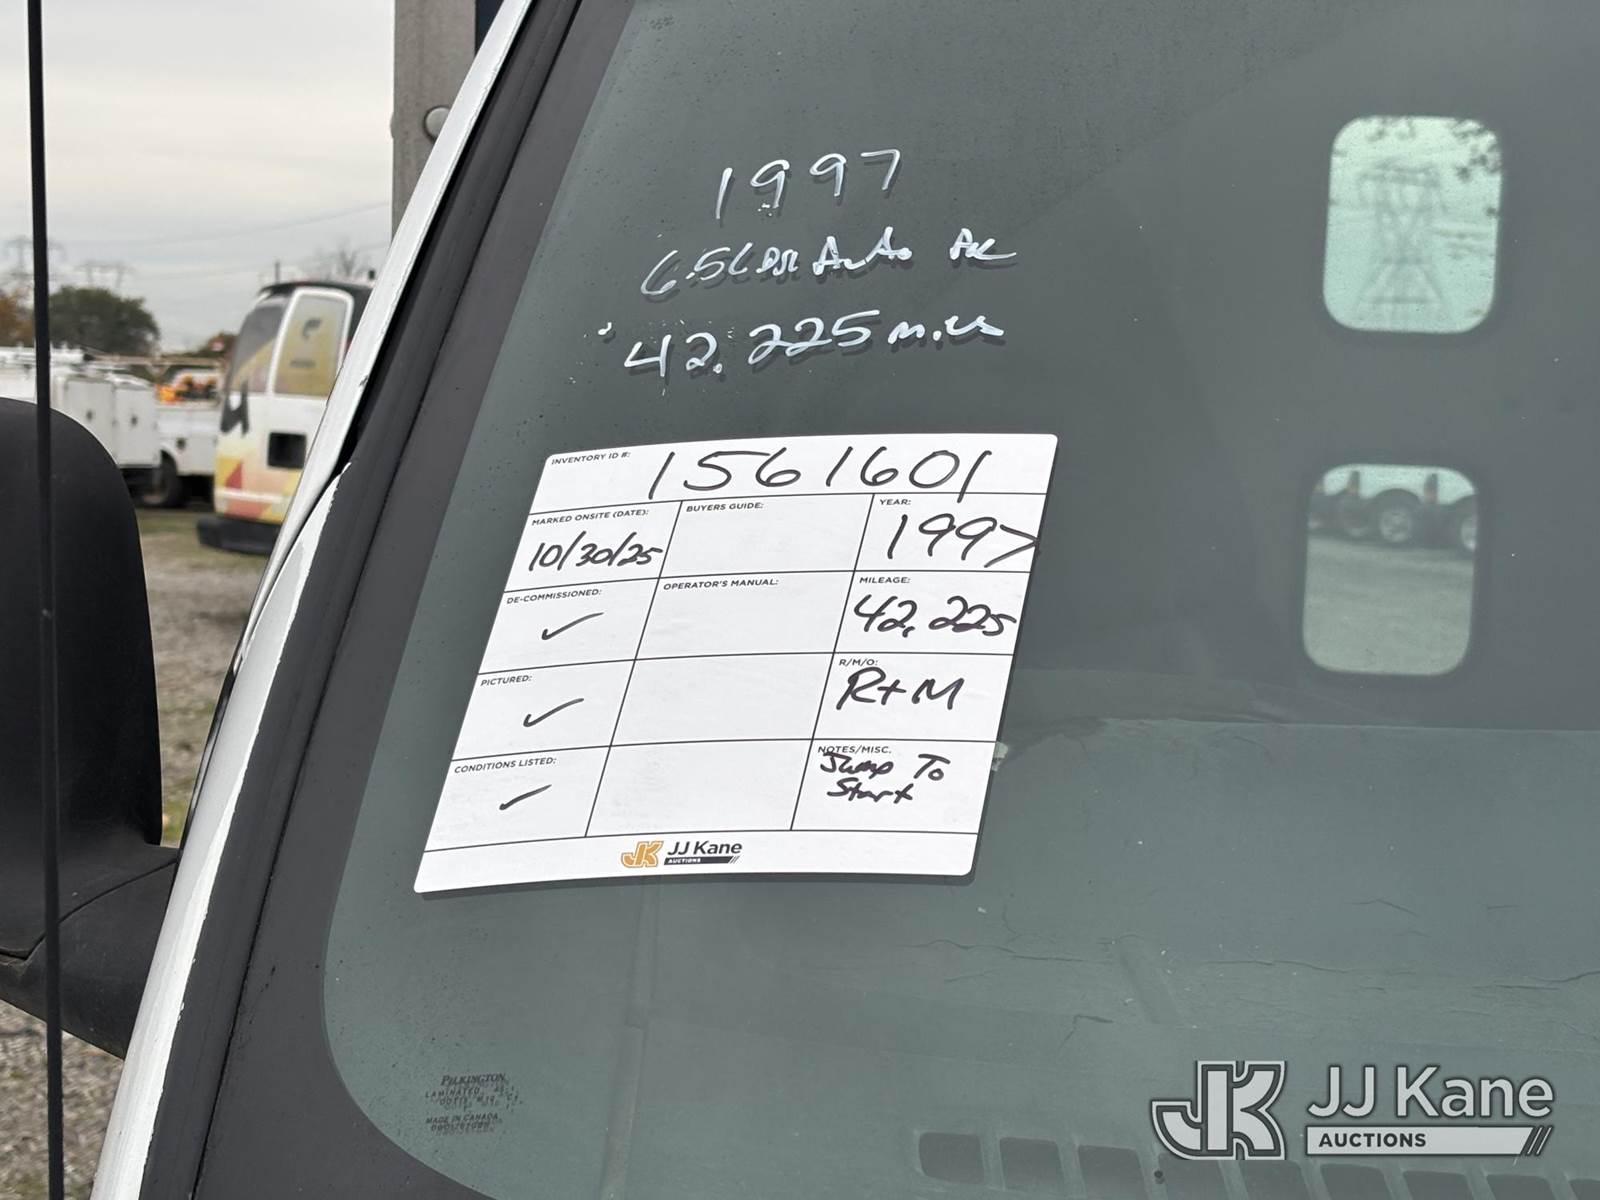 1997
6.5L DSL Auto AC
42,225 miles
INVENTORY ID #: 1561601
MARKED ONSITE (DATE): 10/30/25
BUYERS GUIDE:
YEAR: 1997
DE-COMMISSIONED: ✓
OPERATOR'S MANUAL:
MILEAGE: 42,225
PICTURED: ✓
R/M/O: R+M
CONDITIONS LISTED: ✓
NOTES/MISC. Jump To
Start
JJ Kane
AUCTIONS
PILKINGTON
LAMINATED
MADE IN CANADA
JJ Kane
AUCTIONS